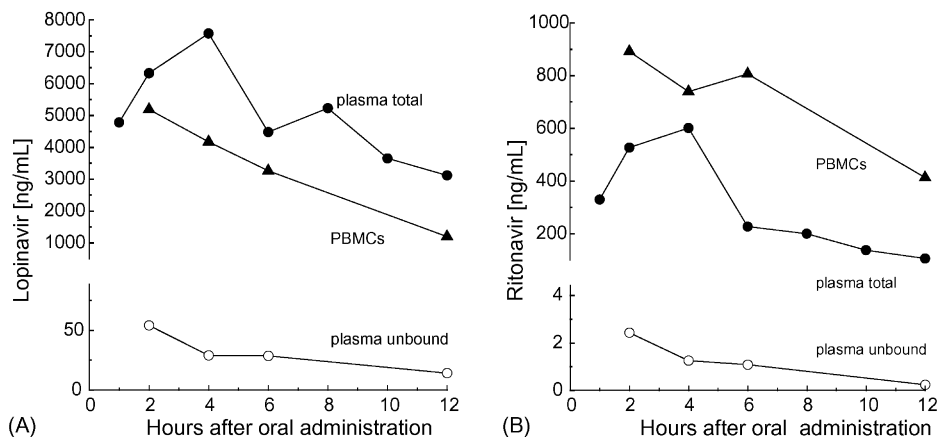 8000
7000
6000
5000
4000
3000
2000
1000
50
0
Lopinavir [ng/mL]
plasma total
PBMCs
plasma unbound
0 2 4 6 8 10 12
(A) Hours after oral administration
1000
800
600
400
200
4
2
0
Ritonavir [ng/mL]
PBMCs
plasma total
plasma unbound
0 2 4 6 8 10 12
(B) Hours after oral administration